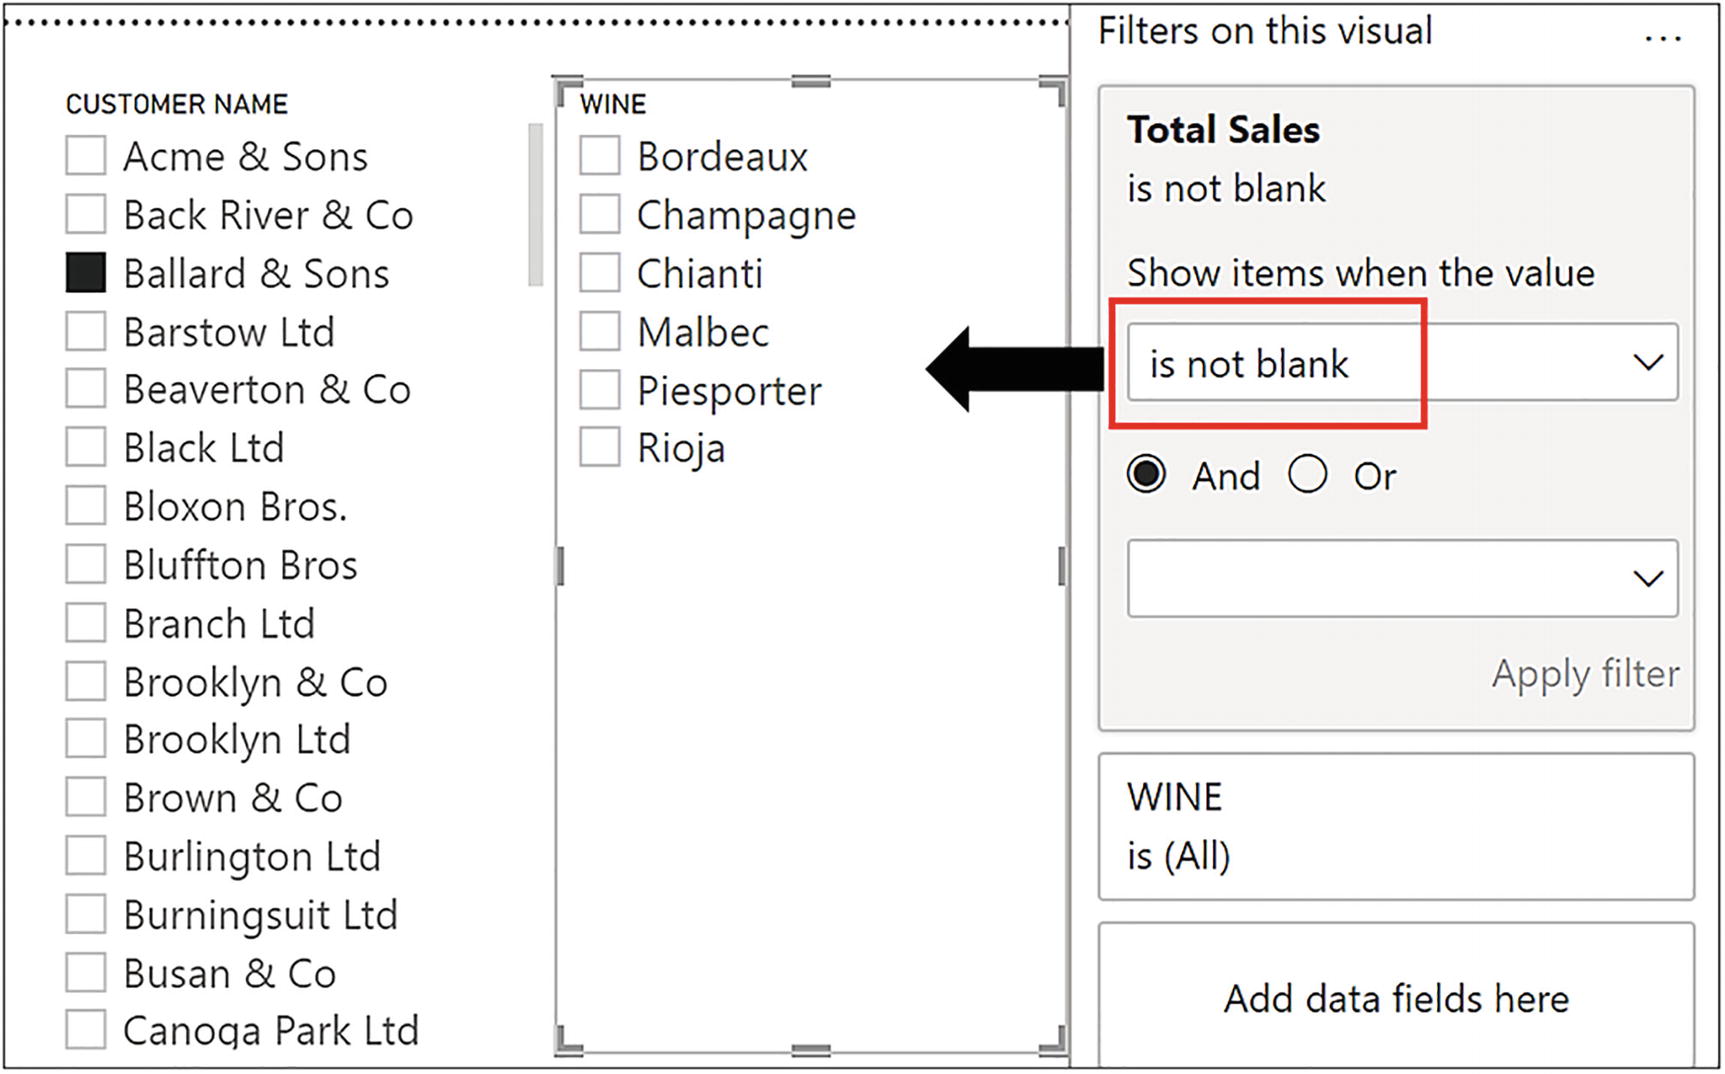 CUSTOMER NAME
Acme & Sons
Back River & Co
Ballard & Sons
Barstow Ltd
Beaverton & Co
Black Ltd
Bloxon Bros.
Bluffton Bros
Branch Ltd
Brooklyn & Co
Brooklyn Ltd
Brown & Co
Burlington Ltd
Burningsuit Ltd
Busan & Co
Canoga Park Ltd
WINE
Bordeaux
Champagne
Chianti
Malbec
Piesporter
Rioja
Filters on this visual
...
Total Sales
is not blank
Show items when the value
is not blank
And Or
Apply filter
WINE
is (All)
Add data fields here